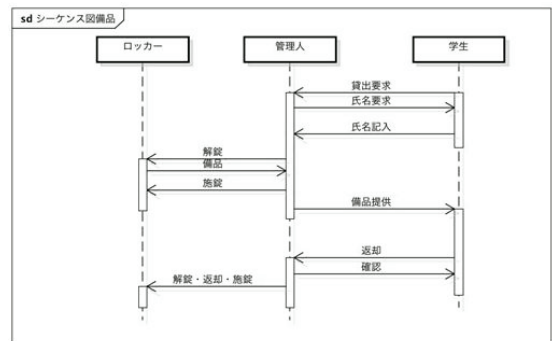 sd シーケンス図備品
ロッカー
管理人
学生
貸出要求
氏名要求
氏名記入
解錠
備品
施錠
備品提供
返却
確認
解錠・返却・施錠